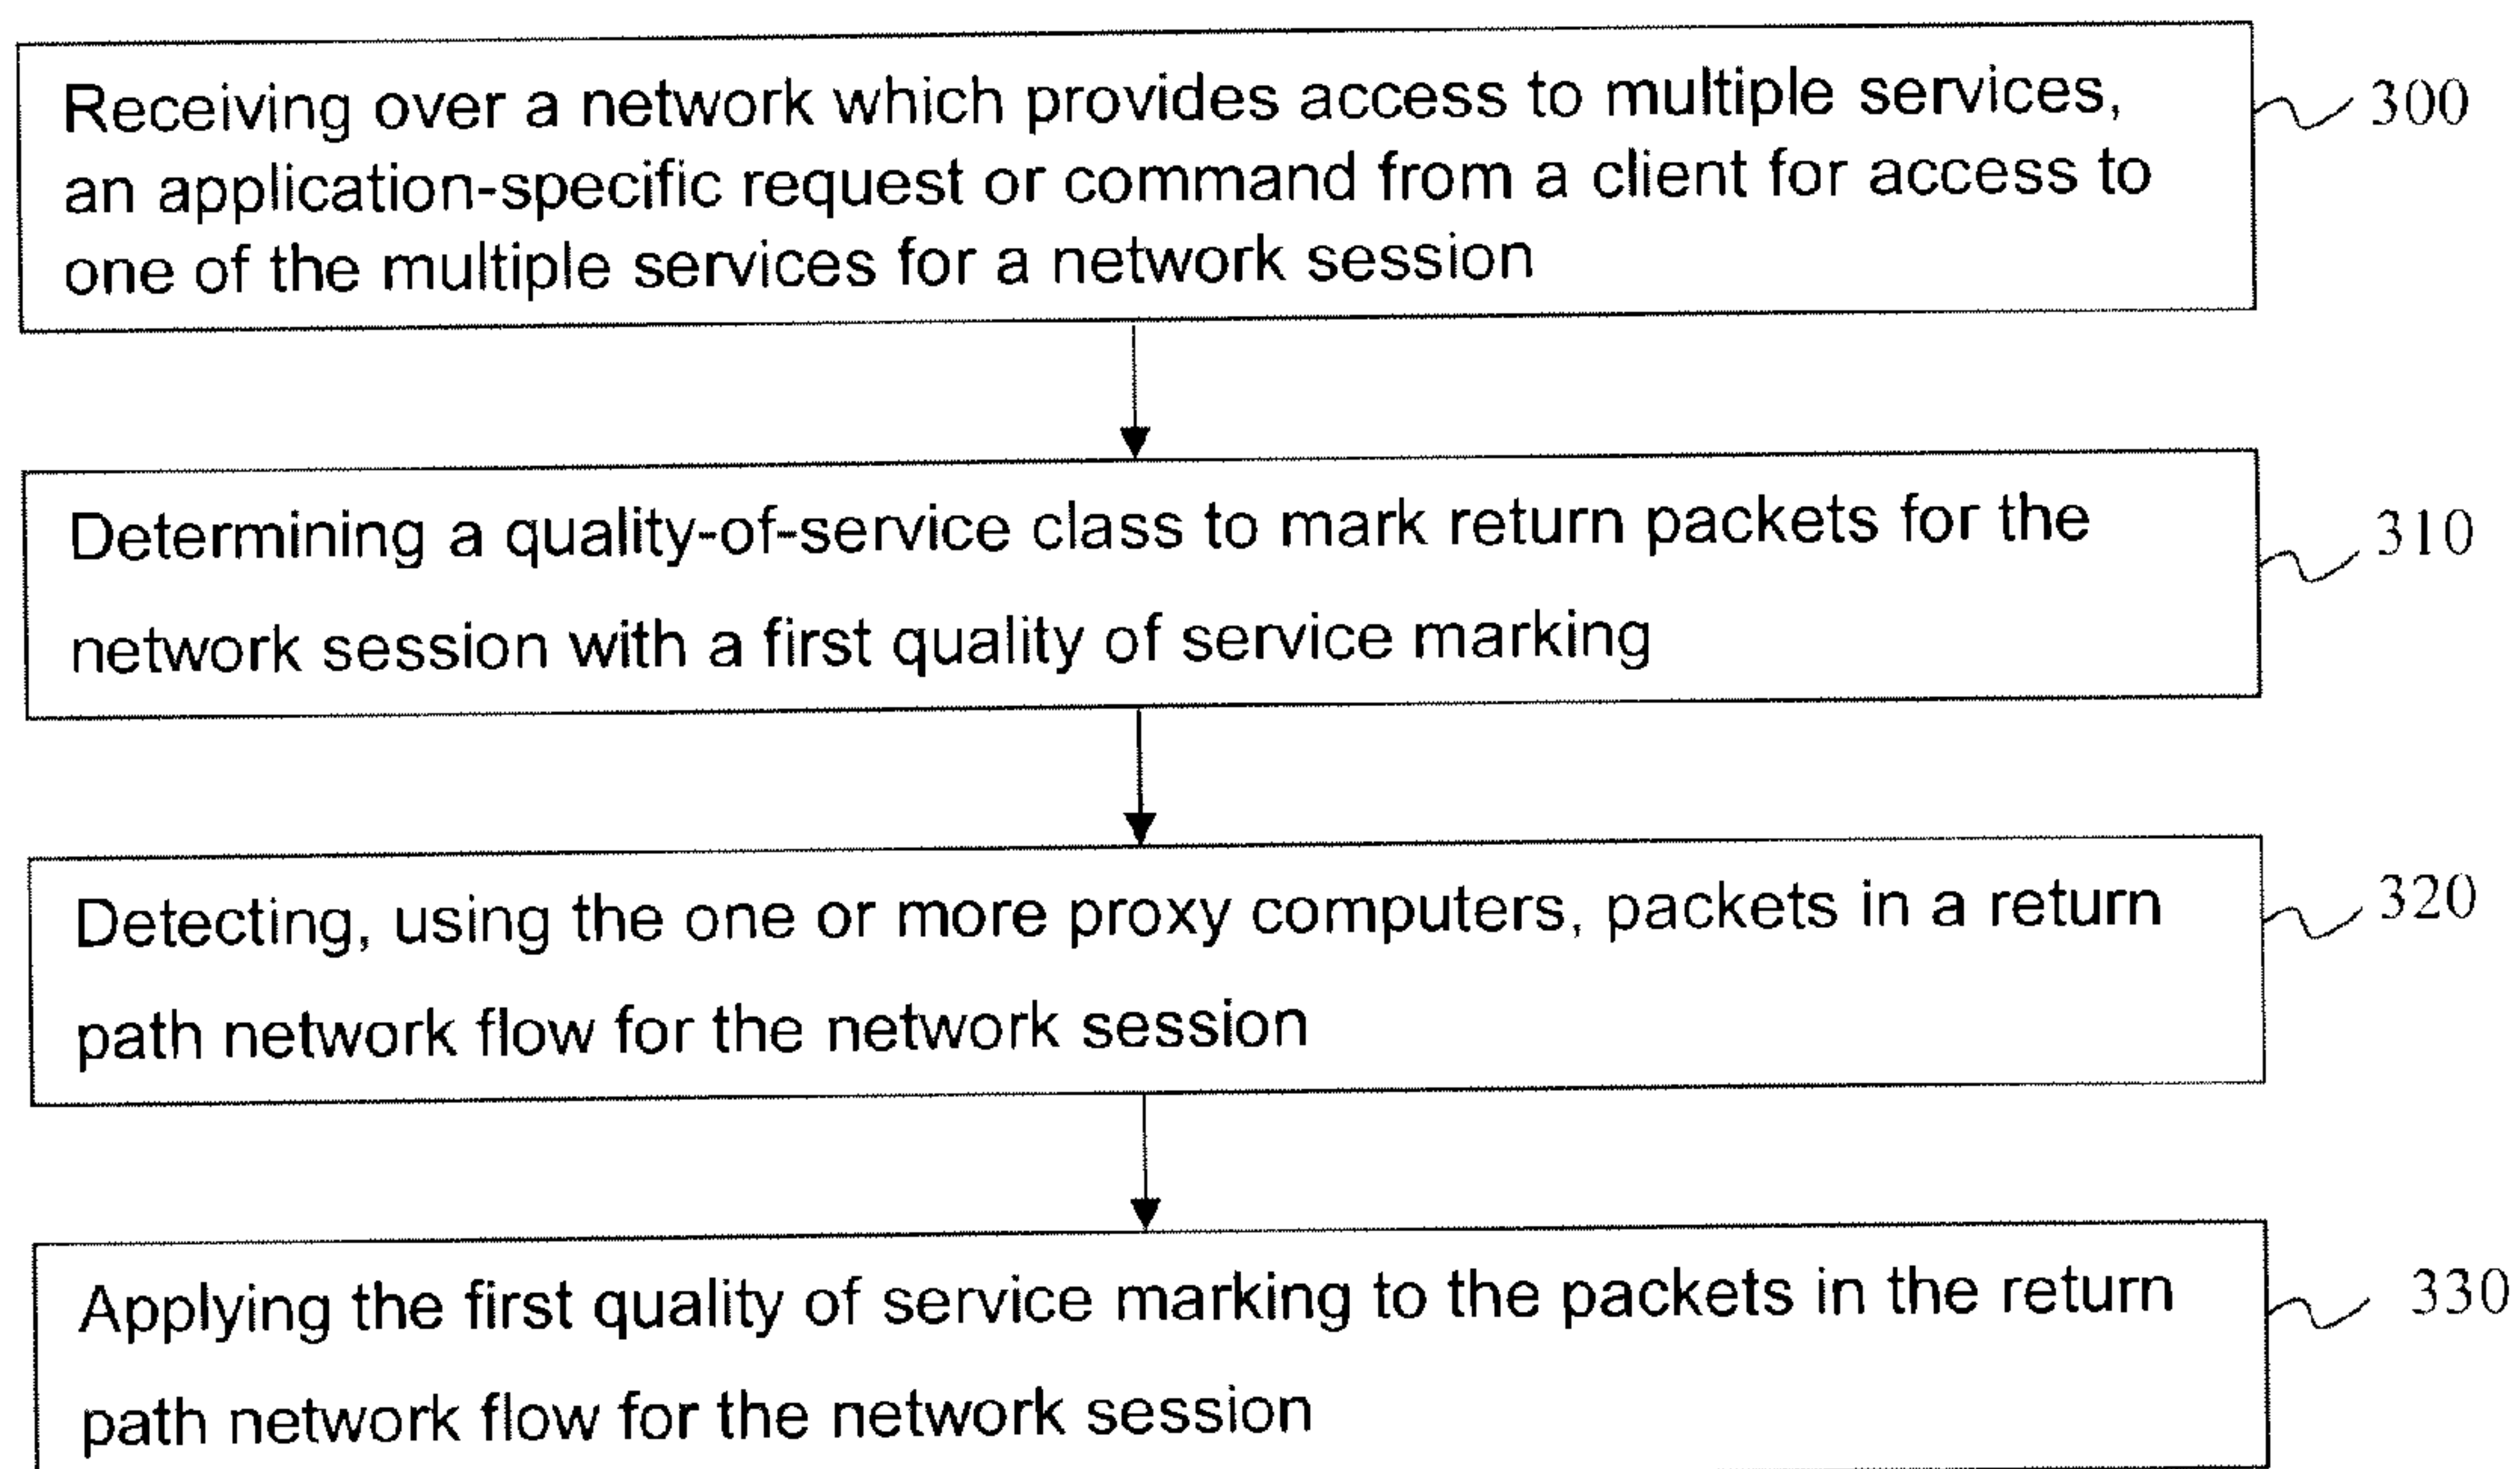 Receiving over a network which provides access to multiple services,
300
an application-specific request or command from a client for access to
one of the multiple services for a network session
Determining a quality-of-service class to mark return packets for the
310
network session with a first quality of service marking
Detecting, using the one or more proxy computers, packets in a return
320
path network flow for the network session
Applying the first quality of service marking to the packets in the return
330
path network flow for the network session